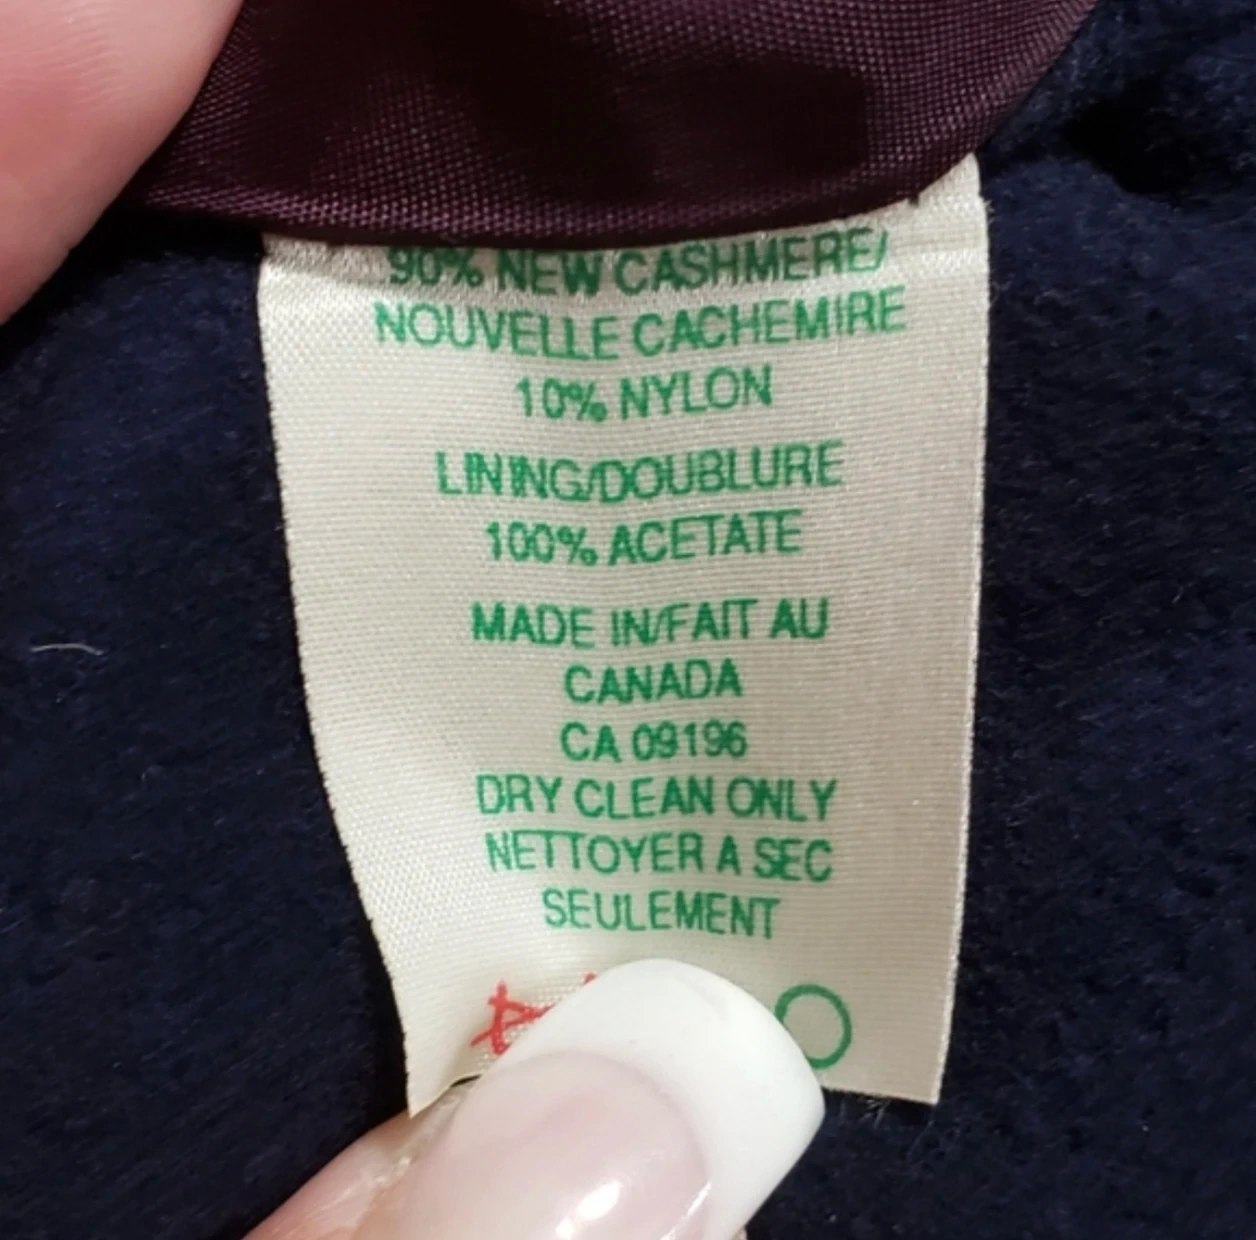 90% NEW CASHMERE/
NOUVELLE CACHEMIRE
10% NYLON
LINING/DOUBLURE
100% ACETATE
MADE IN/FAIT AU
CANADA
CA 09196
DRY CLEAN ONLY
NETTOYER A SEC
SEULEMENT